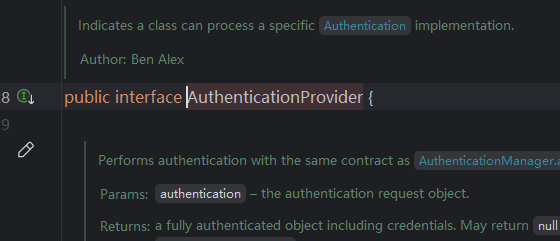 Indicates a class can process a specific Authentication implementation.
Author: Ben Alex
8 public interface AuthenticationProvider {
9
Performs authentication with the same contract as AuthenticationManager.a
Params: authentication – the authentication request object.
Returns: a fully authenticated object including credentials. May return null